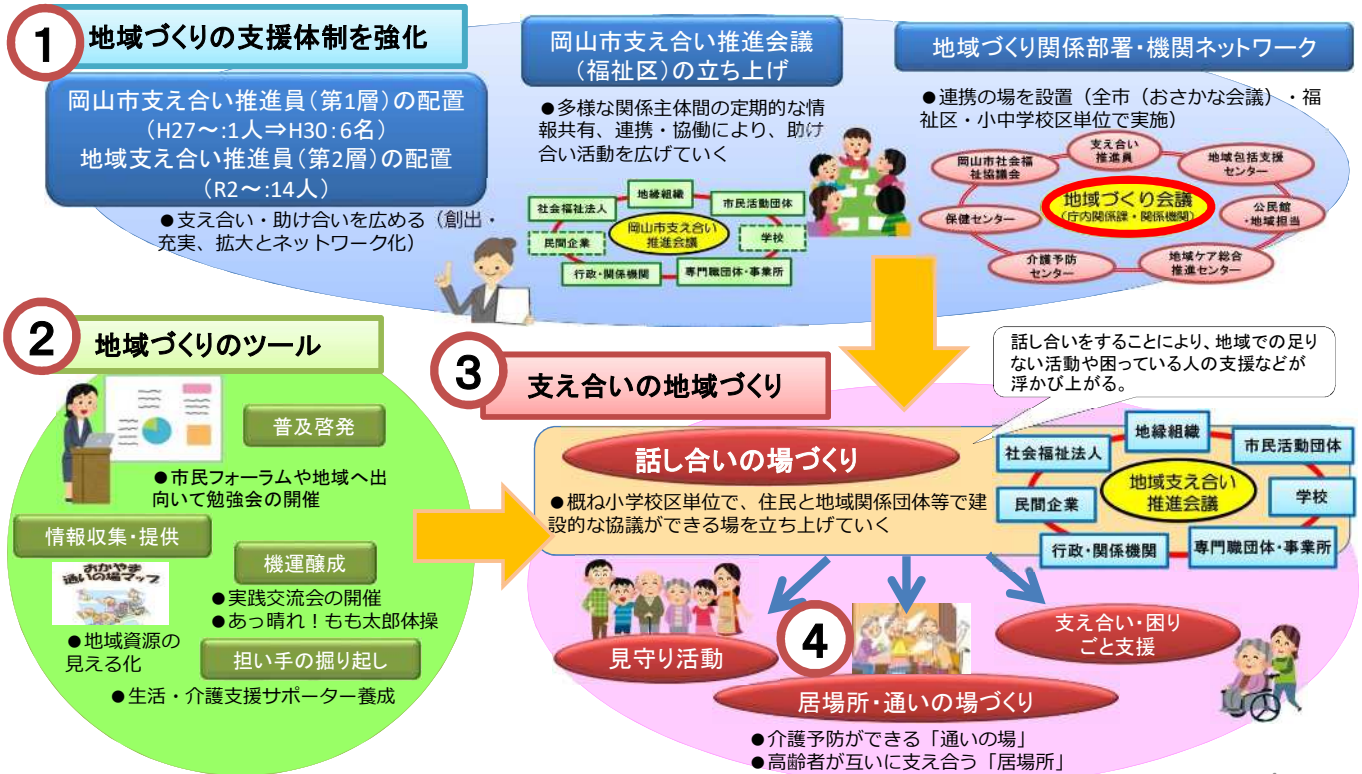 1
地域づくりの支援体制を強化
岡山市支え合い推進員(第1層)の配置
(H27～:1人⇒H30:6名)
地域支え合い推進員(第2層)の配置
(R2～:14人)
●支え合い・助け合いを広める（創出・
充実、拡大とネットワーク化）
岡山市支え合い推進会議
(福祉区)の立ち上げ
●多様な関係主体間の定期的な情
報共有、連携・協働により、助け
合い活動を広げていく
地縁組織
社会福祉法人
市民活動団体
岡山市支え合い
推進会議
民間企業
学校
行政・関係機関
専門職団体・事業所
地域づくり関係部署・機関ネットワーク
●連携の場を設置（全市（おさかな会議）・福
祉区・小中学校区単位で実施）
支え合い
推進員
岡山市社会福
祉協議会
地域包括支援
センター
地域づくり会議
(庁内関係課・関係機関)
保健センター
公民館
・地域担当
介護予防
センター
地域ケア総合
推進センター
2
地域づくりのツール
普及啓発
●市民フォーラムや地域へ出
向いて勉強会の開催
情報収集・提供
おかやま
通いの場マップ
●地域資源の
見える化
機運醸成
●実践交流会の開催
●あっ晴れ！もも太郎体操
担い手の掘り起し
●生活・介護支援サポーター養成
3
支え合いの地域づくり
話し合いをすることにより、地域での足り
ない活動や困っている人の支援などが
浮かび上がる。
話し合いの場づくり
●概ね小学校区単位で、住民と地域関係団体等で建
設的な協議ができる場を立ち上げていく
地縁組織
社会福祉法人
市民活動団体
地域支え合い
推進会議
民間企業
学校
行政・関係機関
専門職団体・事業所
見守り活動
4
支え合い・困り
ごと支援
居場所・通いの場づくり
●介護予防ができる「通いの場」
●高齢者が互いに支え合う「居場所」